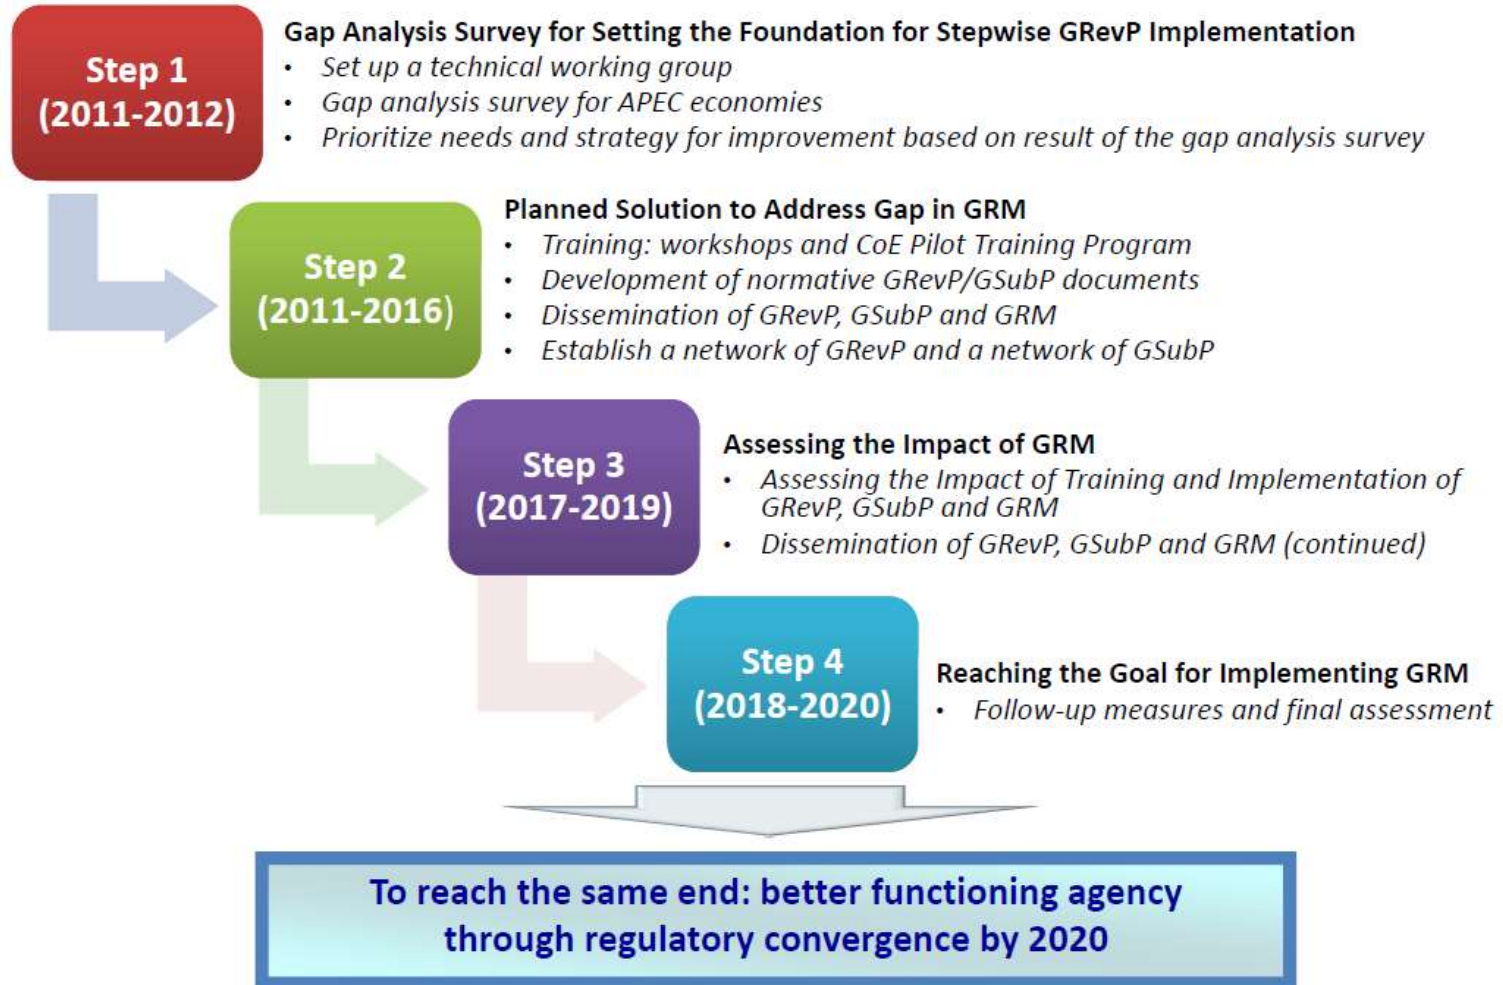 Step 1
(2011-2012)
Gap Analysis Survey for Setting the Foundation for Stepwise GRevP Implementation
• Set up a technical working group
• Gap analysis survey for APEC economies
• Prioritize needs and strategy for improvement based on result of the gap analysis survey
Step 2
(2011-2016)
Planned Solution to Address Gap in GRM
• Training: workshops and CoE Pilot Training Program
• Development of normative GRevP/GSubP documents
• Dissemination of GRevP, GSubP and GRM
• Establish a network of GRevP and a network of GSubP
Step 3
(2017-2019)
Assessing the Impact of GRM
• Assessing the Impact of Training and Implementation of
GRevP, GSubP and GRM
• Dissemination of GRevP, GSubP and GRM (continued)
Step 4
(2018-2020)
Reaching the Goal for Implementing GRM
• Follow-up measures and final assessment
To reach the same end: better functioning agency
through regulatory convergence by 2020